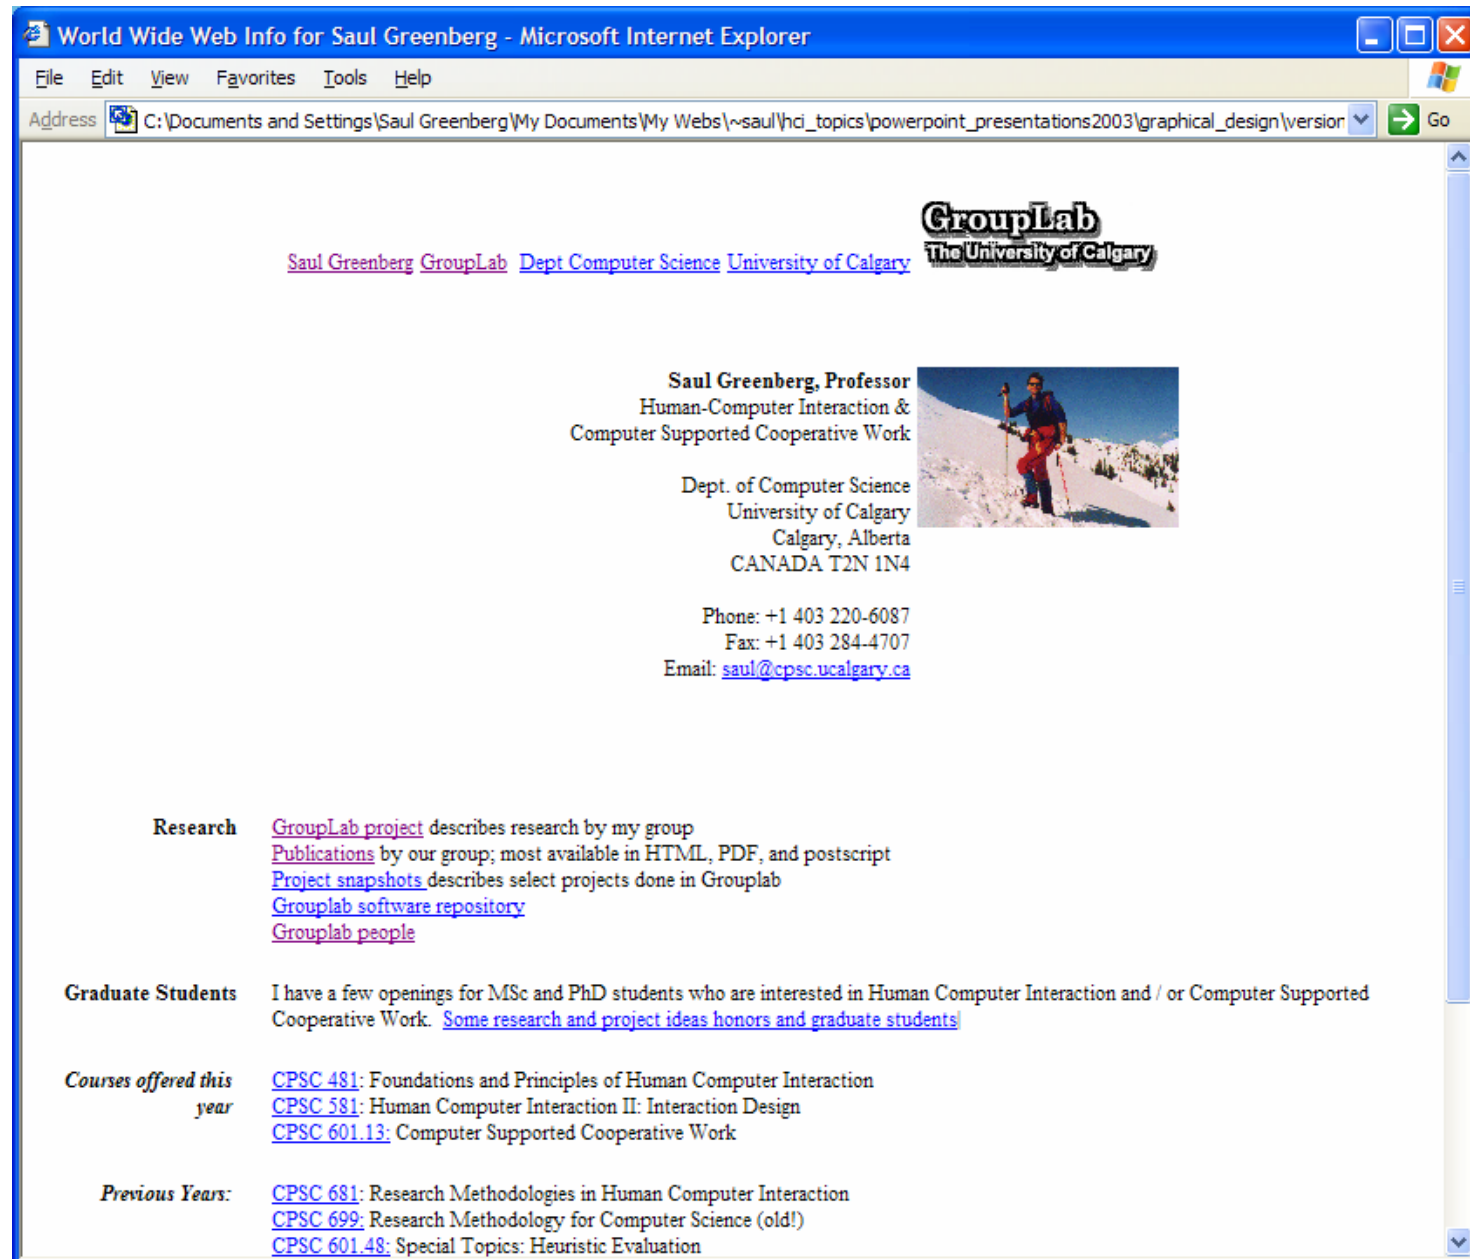 World Wide Web Info for Saul Greenberg - Microsoft Internet Explorer
File Edit View Favorites Tools Help
Address C:\Documents and Settings\Saul Greenberg\My Documents\My Webs\~saul\hci_topics\powerpoint_presentations2003\graphical_design\version Go
GroupLab
The University of Calgary
Saul Greenberg GroupLab Dept Computer Science University of Calgary
Saul Greenberg, Professor
Human-Computer Interaction &
Computer Supported Cooperative Work
Dept. of Computer Science
University of Calgary
Calgary, Alberta
CANADA T2N 1N4
Phone: +1 403 220-6087
Fax: +1 403 284-4707
Email: saul@cpsc.ucalgary.ca
Research GroupLab project describes research by my group
Publications by our group; most available in HTML, PDF, and postscript
Project snapshots describes select projects done in Grouplab
Grouplab software repository
Grouplab people
Graduate Students I have a few openings for MSc and PhD students who are interested in Human Computer Interaction and / or Computer Supported
Cooperative Work. Some research and project ideas honors and graduate students
Courses offered this CPSC 481: Foundations and Principles of Human Computer Interaction
year CPSC 581: Human Computer Interaction II: Interaction Design
CPSC 601.13: Computer Supported Cooperative Work
Previous Years: CPSC 681: Research Methodologies in Human Computer Interaction
CPSC 699: Research Methodology for Computer Science (old!)
CPSC 601.48: Special Topics: Heuristic Evaluation